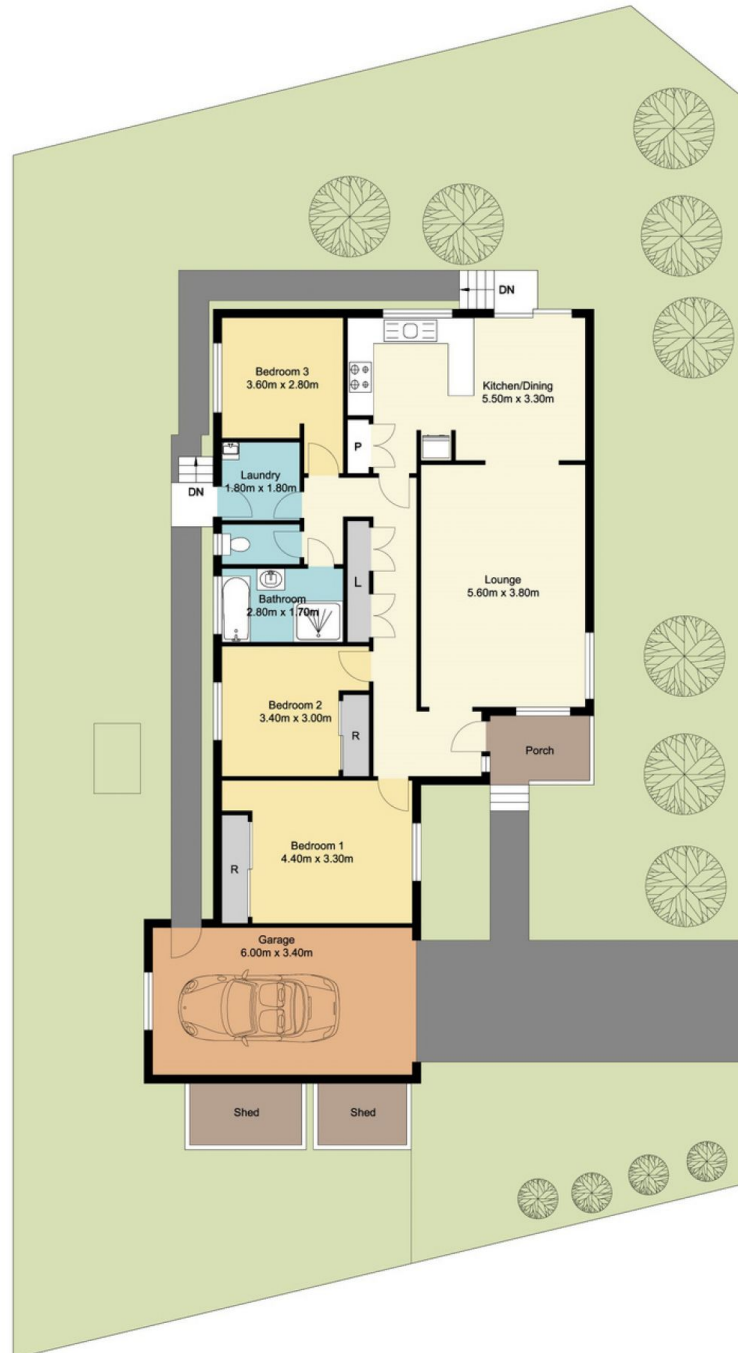 DN
Bedroom 3
3.60m x 2.80m
Kitchen/Dining
5.50m x 3.30m
P
Laundry
1.80m x 1.80m
DN
L
Lounge
5.60m x 3.80m
Bathroom
2.80m x 1.70m
Bedroom 2
3.40m x 3.00m
R
Porch
Bedroom 1
4.40m x 3.30m
R
Garage
6.00m x 3.40m
Shed
Shed